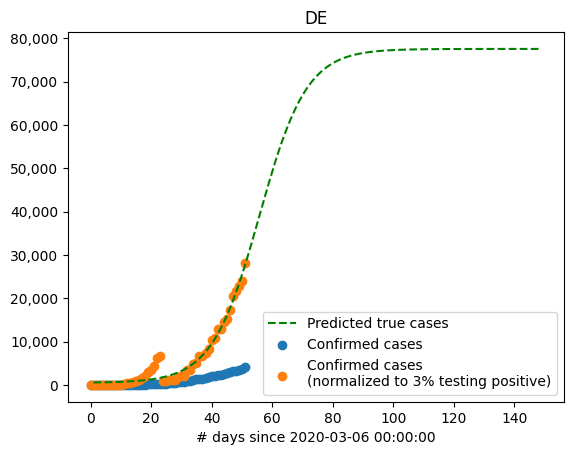 DE
80,000
70,000
60,000
50,000
40,000
30,000
20,000
10,000
0
Predicted true cases
Confirmed cases
Confirmed cases
(normalized to 3% testing positive)
0 20 40 60 80 100 120 140
# days since 2020-03-06 00:00:00